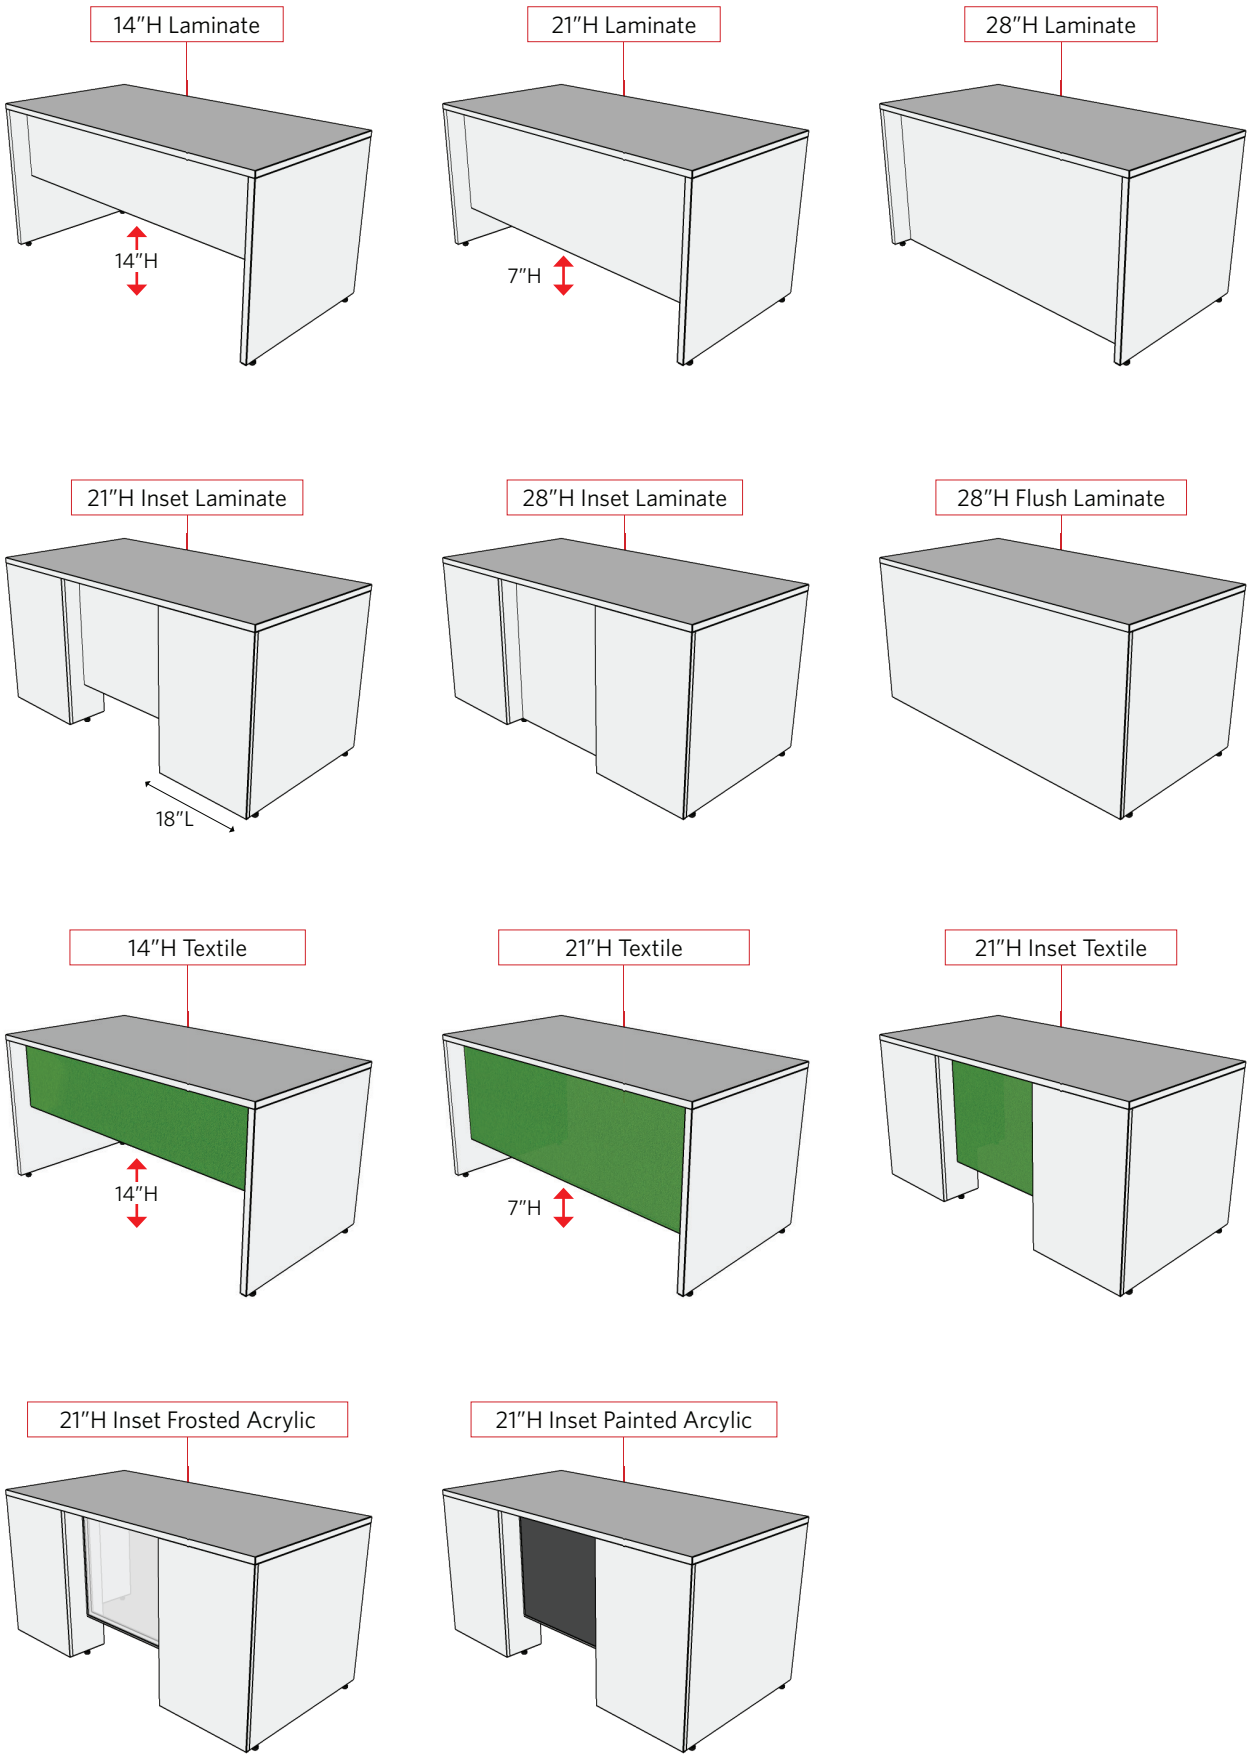 14”H Laminate
21”H Laminate
28”H Laminate
14”H
7”H
21”H Inset Laminate
28”H Inset Laminate
28”H Flush Laminate
18”L
14”H Textile
21”H Textile
21”H Inset Textile
14”H
7”H
21”H Inset Frosted Acrylic
21”H Inset Painted Arcylic